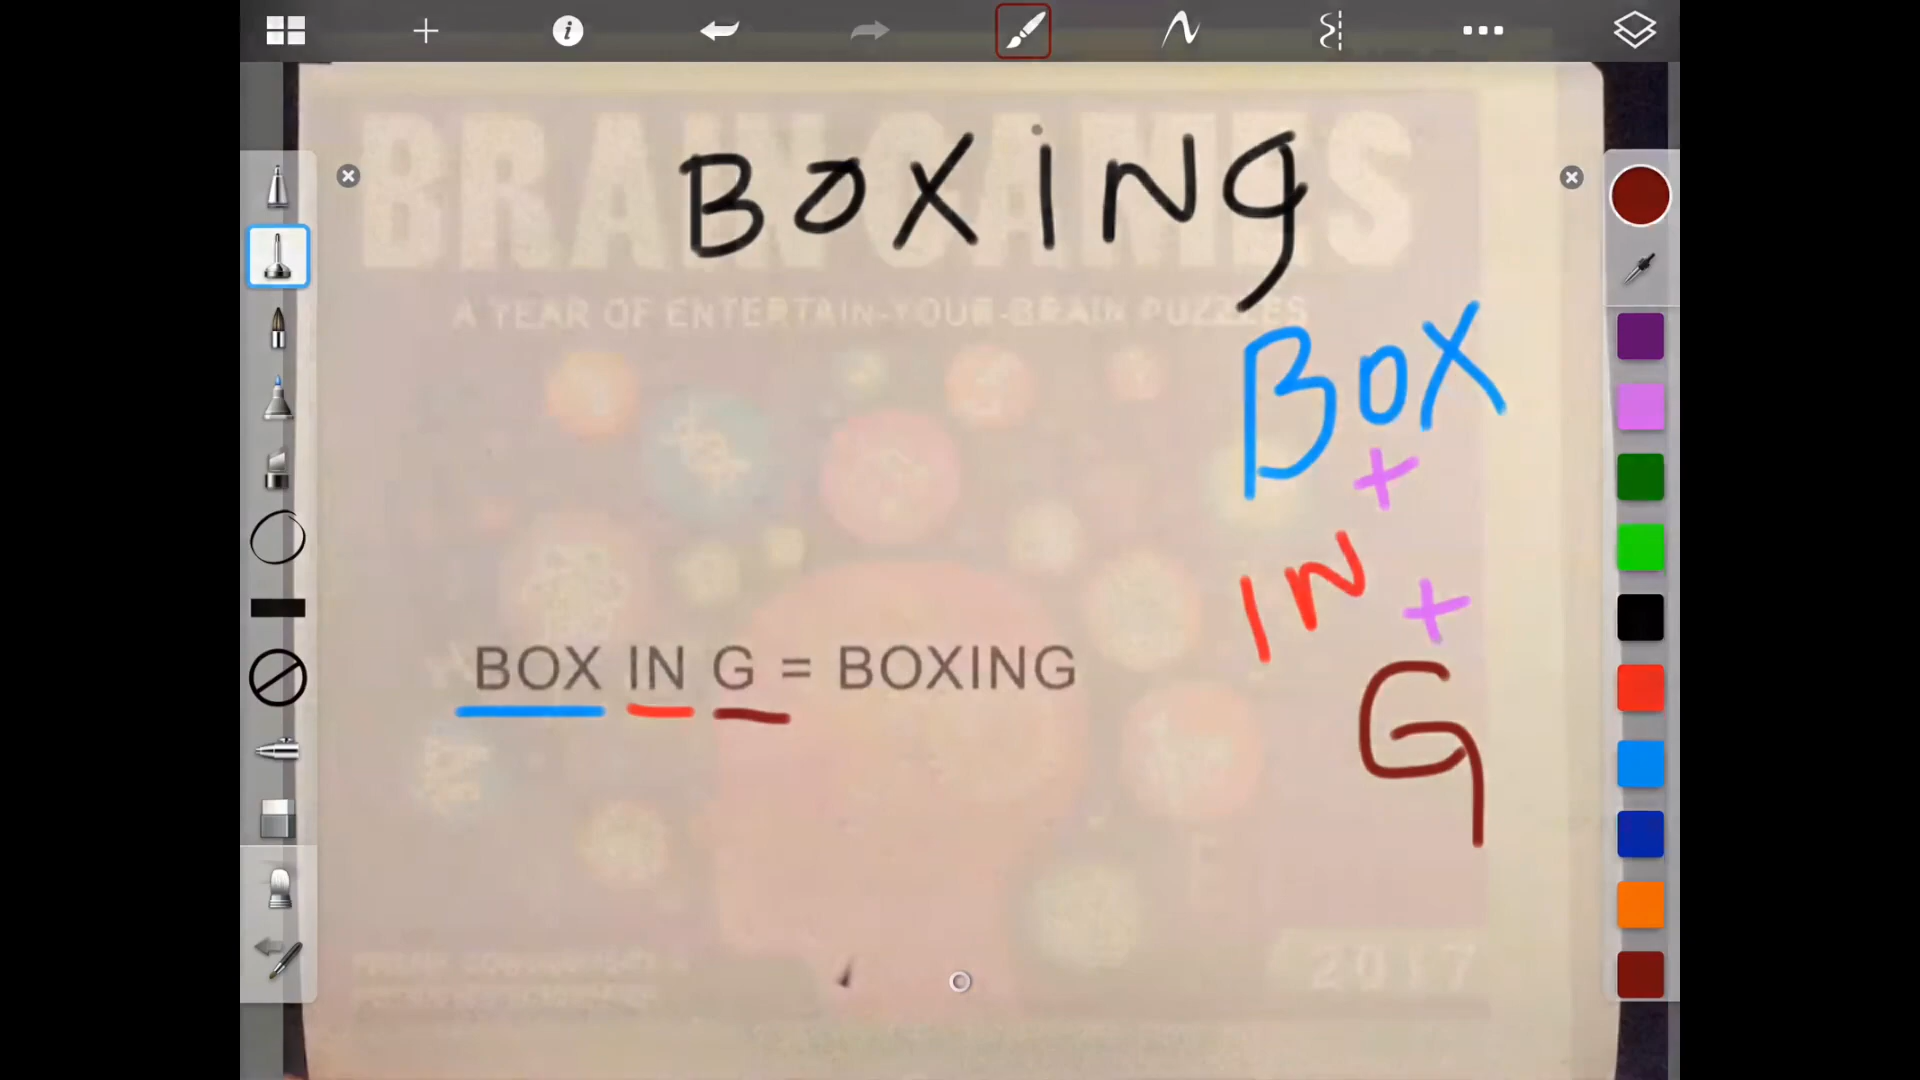 BRAIN GAMES
BOXING
A YEAR OF ENTERTAIN-YOUR-BRAIN PUZZLES
BOX
+
IN
+
BOX IN G = BOXING
G
2017